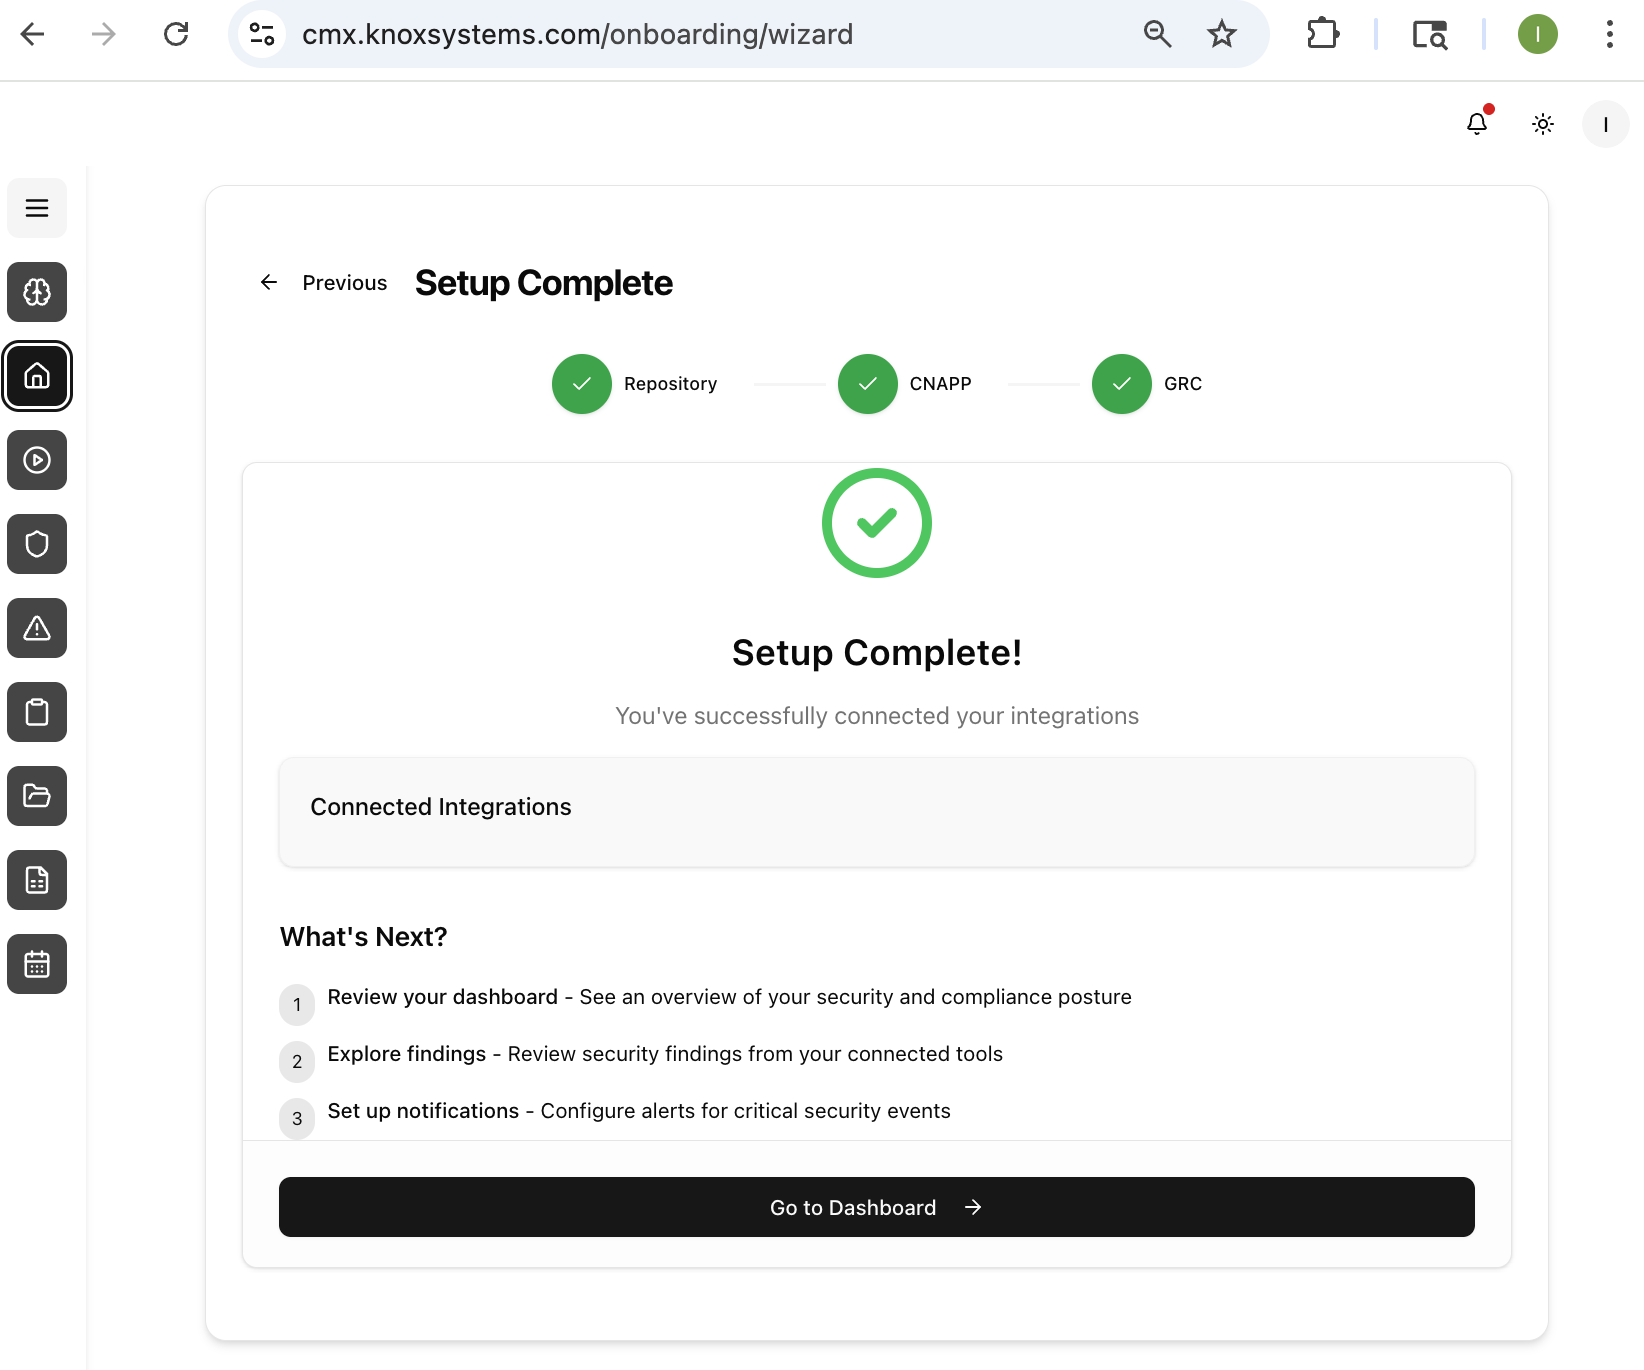 cmx.knoxsystems.com/onboarding/wizard
I
I
Previous
Setup Complete
Repository
CNAPP
GRC
Setup Complete!
You've successfully connected your integrations
Connected Integrations
What's Next?
1 Review your dashboard - See an overview of your security and compliance posture
2 Explore findings - Review security findings from your connected tools
3 Set up notifications - Configure alerts for critical security events
Go to Dashboard